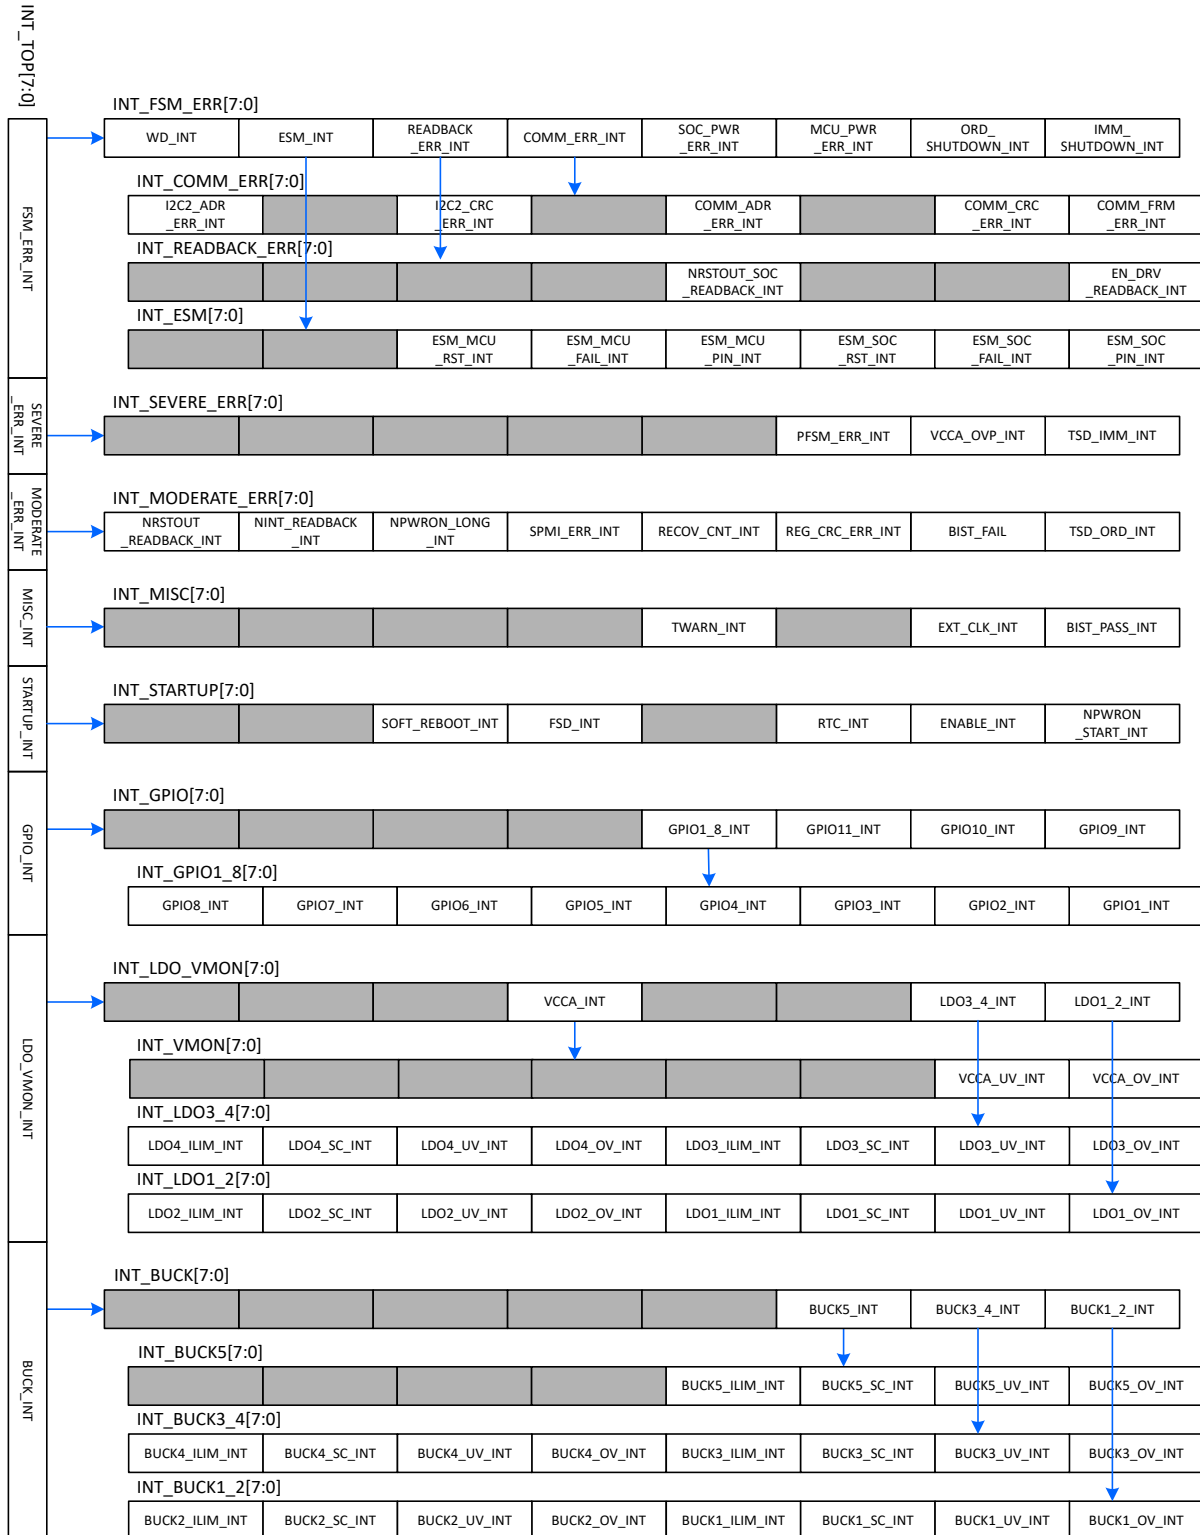 INT_TOP[7:0]
INT_FSM_ERR[7:0]
FSM_ERR_INT
WD_INT
ESM_INT
READBACK
_ERR_INT
COMM_ERR_INT
SOC_PWR
_ERR_INT
MCU_PWR
_ERR_INT
ORD_
SHUTDOWN_INT
IMM_
SHUTDOWN_INT
INT_COMM_ERR[7:0]
I2C2_ADR
_ERR_INT
I2C2_CRC
_ERR_INT
COMM_ADR
_ERR_INT
COMM_CRC
_ERR_INT
COMM_FRM
_ERR_INT
INT_READBACK_ERR[7:0]
NRSTOUT_SOC
_READBACK_INT
EN_DRV
_READBACK_INT
INT_ESM[7:0]
ESM_MCU
_RST_INT
ESM_MCU
_FAIL_INT
ESM_MCU
_PIN_INT
ESM_SOC
_RST_INT
ESM_SOC
_FAIL_INT
ESM_SOC
_PIN_INT
SEVERE
_ERR_INT
INT_SEVERE_ERR[7:0]
PFSM_ERR_INT
VCCA_OVP_INT
TSD_IMM_INT
MODERATE
_ERR_INT
INT_MODERATE_ERR[7:0]
NRSTOUT
_READBACK_INT
NINT_READBACK
_INT
NPWRON_LONG
_INT
SPMI_ERR_INT
RECOV_CNT_INT
REG_CRC_ERR_INT
BIST_FAIL
TSD_ORD_INT
MISC_INT
INT_MISC[7:0]
TWARN_INT
EXT_CLK_INT
BIST_PASS_INT
STARTUP_INT
INT_STARTUP[7:0]
SOFT_REBOOT_INT
FSD_INT
RTC_INT
ENABLE_INT
NPWRON
_START_INT
GPIO_INT
INT_GPIO[7:0]
GPIO1_8_INT
GPIO11_INT
GPIO10_INT
GPIO9_INT
INT_GPIO1_8[7:0]
GPIO8_INT
GPIO7_INT
GPIO6_INT
GPIO5_INT
GPIO4_INT
GPIO3_INT
GPIO2_INT
GPIO1_INT
LDO_VMON_INT
INT_LDO_VMON[7:0]
VCCA_INT
LDO3_4_INT
LDO1_2_INT
INT_VMON[7:0]
VCCA_UV_INT
VCCA_OV_INT
INT_LDO3_4[7:0]
LDO4_ILIM_INT
LDO4_SC_INT
LDO4_UV_INT
LDO4_OV_INT
LDO3_ILIM_INT
LDO3_SC_INT
LDO3_UV_INT
LDO3_OV_INT
INT_LDO1_2[7:0]
LDO2_ILIM_INT
LDO2_SC_INT
LDO2_UV_INT
LDO2_OV_INT
LDO1_ILIM_INT
LDO1_SC_INT
LDO1_UV_INT
LDO1_OV_INT
BUCK_INT
INT_BUCK[7:0]
BUCK5_INT
BUCK3_4_INT
BUCK1_2_INT
INT_BUCK5[7:0]
BUCK5_ILIM_INT
BUCK5_SC_INT
BUCK5_UV_INT
BUCK5_OV_INT
INT_BUCK3_4[7:0]
BUCK4_ILIM_INT
BUCK4_SC_INT
BUCK4_UV_INT
BUCK4_OV_INT
BUCK3_ILIM_INT
BUCK3_SC_INT
BUCK3_UV_INT
BUCK3_OV_INT
INT_BUCK1_2[7:0]
BUCK2_ILIM_INT
BUCK2_SC_INT
BUCK2_UV_INT
BUCK2_OV_INT
BUCK1_ILIM_INT
BUCK1_SC_INT
BUCK1_UV_INT
BUCK1_OV_INT